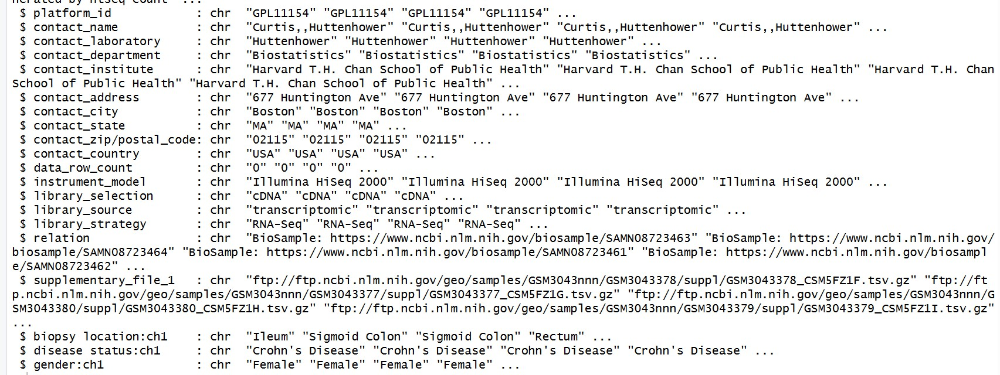 nerated by htseq-count" ...
 $ platform_id            : chr  "GPL11154" "GPL11154" "GPL11154" "GPL11154" ...
 $ contact_name           : chr  "Curtis,,Huttenhower" "Curtis,,Huttenhower" "Curtis,,Huttenhower" "Curtis,,Huttenhower" ...
 $ contact_laboratory     : chr  "Huttenhower" "Huttenhower" "Huttenhower" "Huttenhower" ...
 $ contact_department     : chr  "Biostatistics" "Biostatistics" "Biostatistics" "Biostatistics" ...
 $ contact_institute      : chr  "Harvard T.H. Chan School of Public Health" "Harvard T.H. Chan School of Public Health" "Harvard T.H. Chan
School of Public Health" "Harvard T.H. Chan School of Public Health" ...
 $ contact_address        : chr  "677 Huntington Ave" "677 Huntington Ave" "677 Huntington Ave" "677 Huntington Ave" ...
 $ contact_city           : chr  "Boston" "Boston" "Boston" "Boston" ...
 $ contact_state          : chr  "MA" "MA" "MA" "MA" ...
 $ contact_zip/postal_code: chr  "02115" "02115" "02115" "02115" ...
 $ contact_country        : chr  "USA" "USA" "USA" "USA" ...
 $ data_row_count         : chr  "0" "0" "0" "0" ...
 $ instrument_model       : chr  "Illumina HiSeq 2000" "Illumina HiSeq 2000" "Illumina HiSeq 2000" "Illumina HiSeq 2000" ...
 $ library_selection      : chr  "cDNA" "cDNA" "cDNA" "cDNA" ...
 $ library_source         : chr  "transcriptomic" "transcriptomic" "transcriptomic" "transcriptomic" ...
 $ library_strategy       : chr  "RNA-Seq" "RNA-Seq" "RNA-Seq" "RNA-Seq" ...
 $ relation               : chr  "BioSample: https://www.ncbi.nlm.nih.gov/biosample/SAMN08723463" "BioSample: https://www.ncbi.nlm.nih.gov/
biosample/SAMN08723464" "BioSample: https://www.ncbi.nlm.nih.gov/biosample/SAMN08723461" "BioSample: https://www.ncbi.nlm.nih.gov/biosampl
e/SAMN08723462" ...
 $ supplementary_file_1   : chr  "ftp://ftp.ncbi.nlm.nih.gov/geo/samples/GSM3043nnn/GSM3043378/suppl/GSM3043378_CSM5FZ1F.tsv.gz" "ftp://ft
p.ncbi.nlm.nih.gov/geo/samples/GSM3043nnn/GSM3043377/suppl/GSM3043377_CSM5FZ1G.tsv.gz" "ftp://ftp.ncbi.nlm.nih.gov/geo/samples/GSM3043nnn/G
SM3043380/suppl/GSM3043380_CSM5FZ1H.tsv.gz" "ftp://ftp.ncbi.nlm.nih.gov/geo/samples/GSM3043nnn/GSM3043379/suppl/GSM3043379_CSM5FZ1I.tsv.gz"
...
 $ biopsy location:ch1    : chr  "Ileum" "Sigmoid Colon" "Sigmoid Colon" "Rectum" ...
 $ disease status:ch1     : chr  "Crohn's Disease" "Crohn's Disease" "Crohn's Disease" "Crohn's Disease" ...
 $ gender:ch1             : chr  "Female" "Female" "Female" "Female" ...